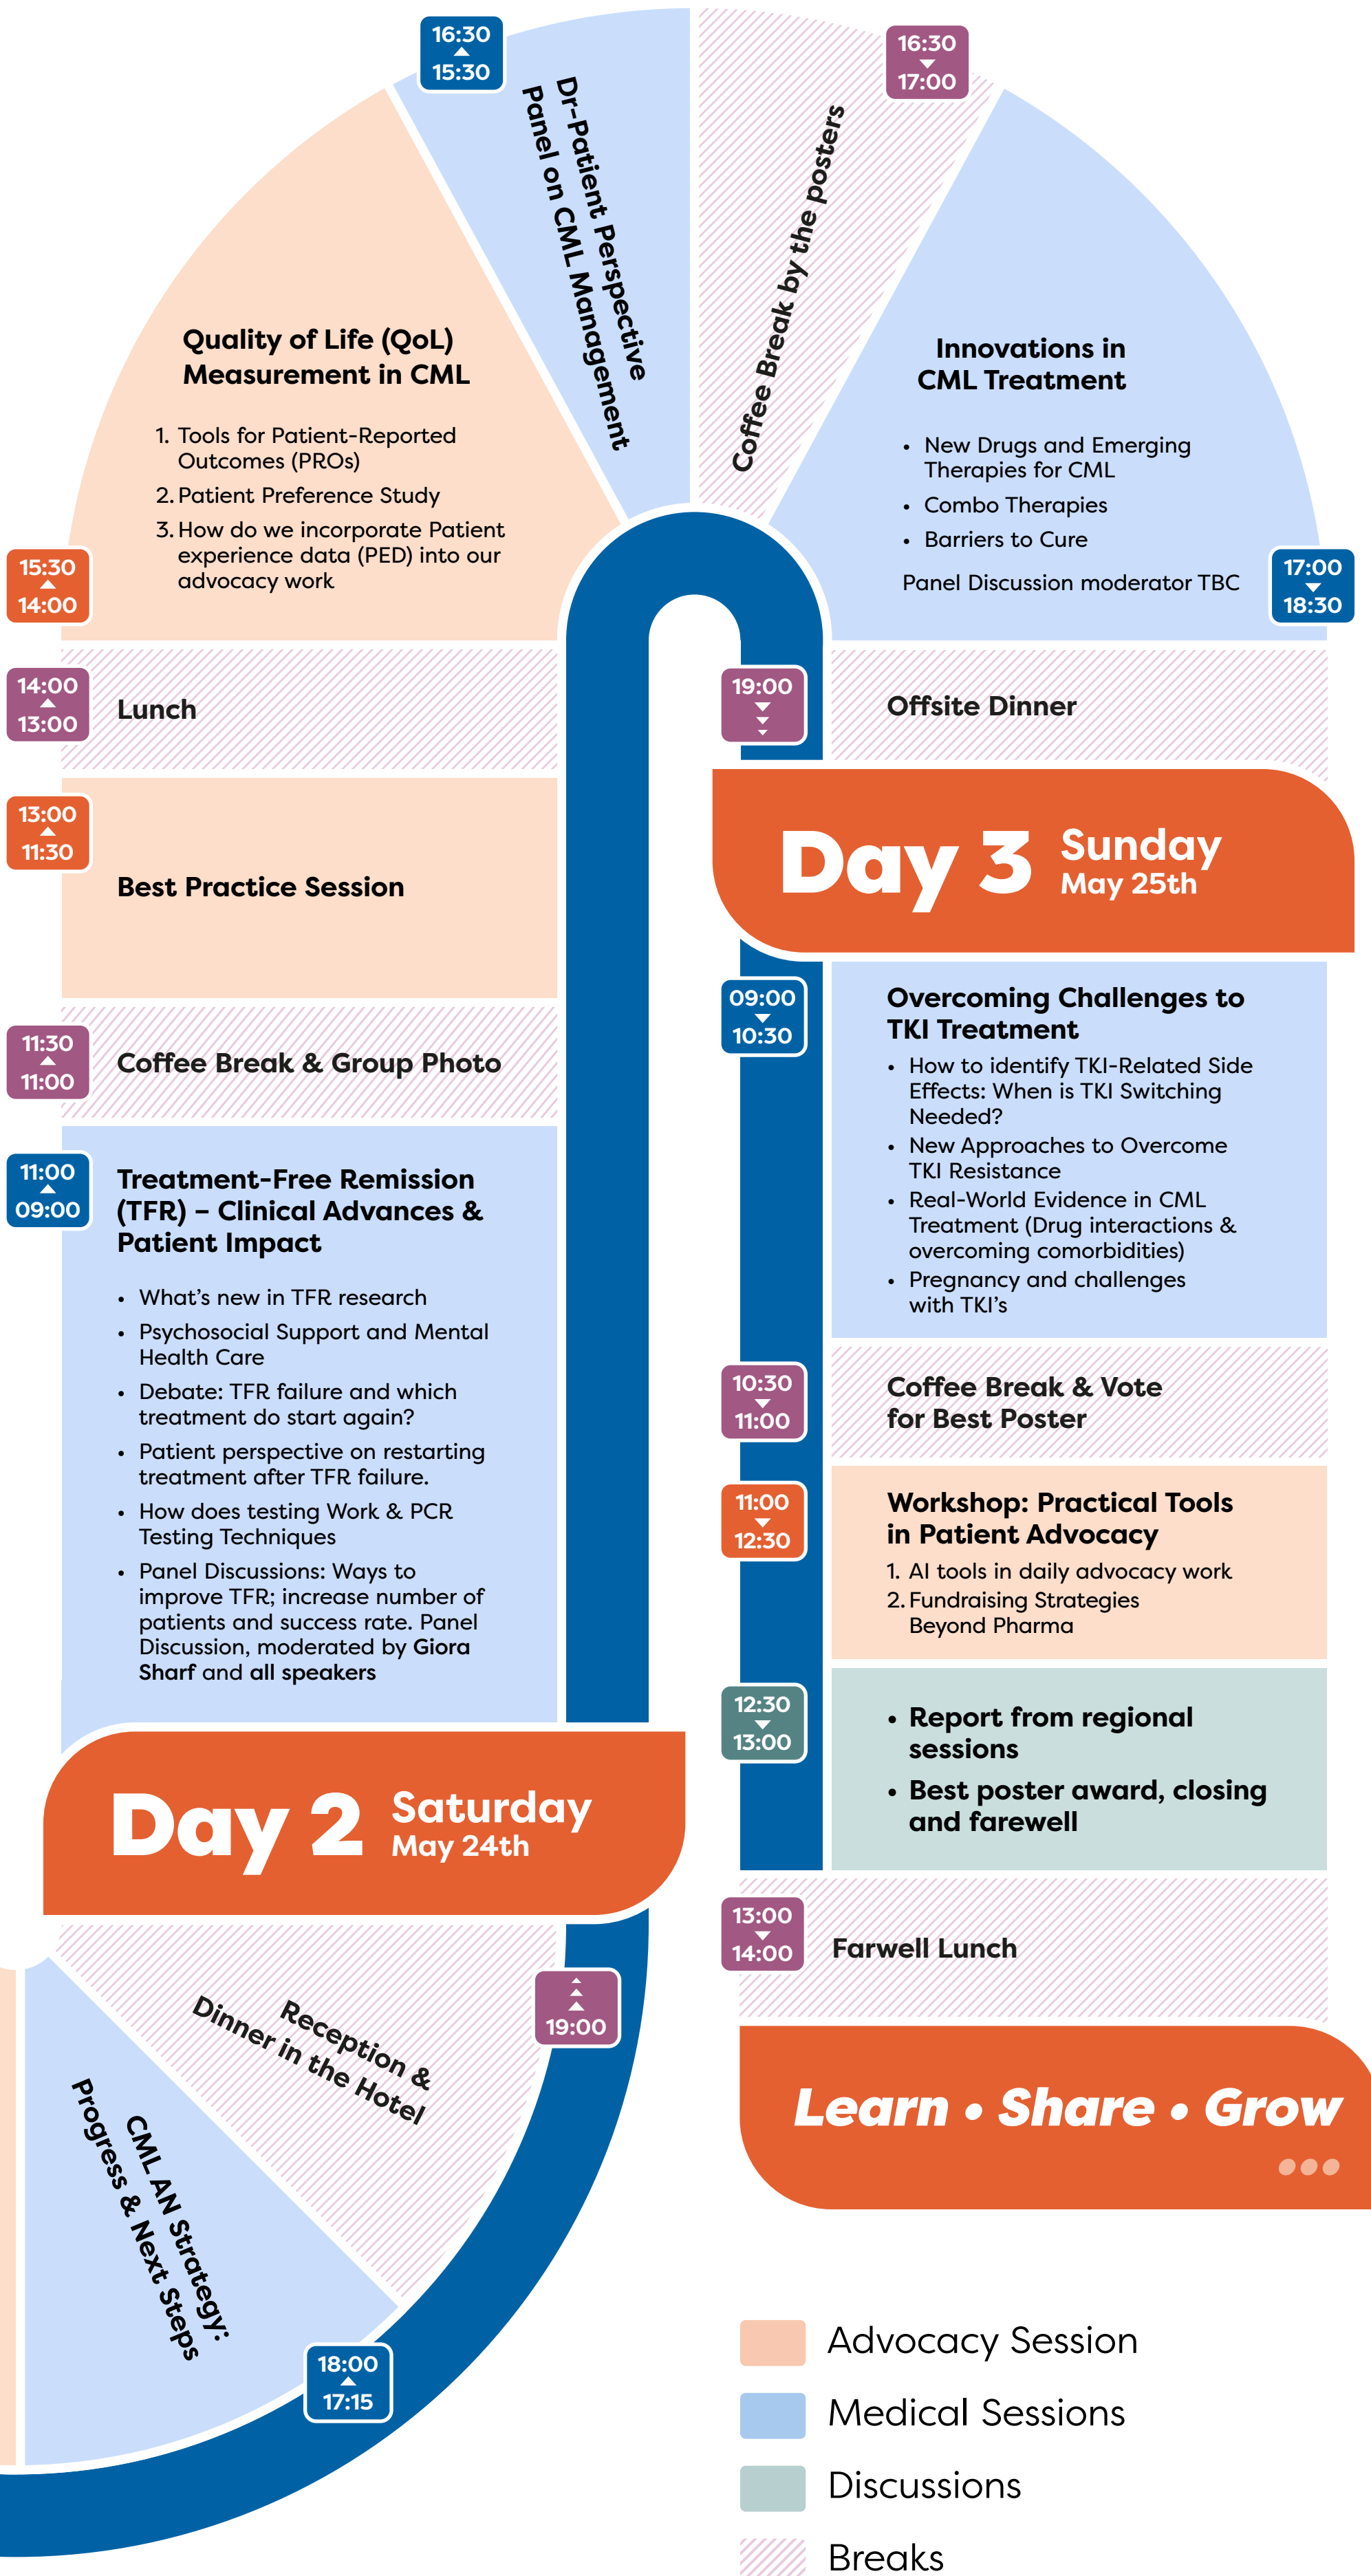 16:30
15:30
Dr-Patient Perspective
Panel on CML Management
16:30
17:00
Coffee Break by the posters
Quality of Life (QoL)
Measurement in CML
1. Tools for Patient-Reported
Outcomes (PROs)
2. Patient Preference Study
3. How do we incorporate Patient
experience data (PED) into our
advocacy work
15:30
14:00
Innovations in
CML Treatment
• New Drugs and Emerging
Therapies for CML
• Combo Therapies
• Barriers to Cure
Panel Discussion moderator TBC
17:00
18:30
14:00
13:00
Lunch
19:00
Offsite Dinner
13:00
11:30
Best Practice Session
Day 3 Sunday
May 25th
11:30
11:00
Coffee Break & Group Photo
09:00
10:30
Overcoming Challenges to
TKI Treatment
• How to identify TKI-Related Side
Effects: When is TKI Switching
Needed?
• New Approaches to Overcome
TKI Resistance
• Real-World Evidence in CML
Treatment (Drug interactions &
overcoming comorbidities)
• Pregnancy and challenges
with TKI's
11:00
09:00
Treatment-Free Remission
(TFR) – Clinical Advances &
Patient Impact
• What's new in TFR research
• Psychosocial Support and Mental
Health Care
• Debate: TFR failure and which
treatment do start again?
• Patient perspective on restarting
treatment after TFR failure.
• How does testing Work & PCR
Testing Techniques
• Panel Discussions: Ways to
improve TFR; increase number of
patients and success rate. Panel
Discussion, moderated by Giora
Sharf and all speakers
10:30
11:00
Coffee Break & Vote
for Best Poster
11:00
12:30
Workshop: Practical Tools
in Patient Advocacy
1. AI tools in daily advocacy work
2. Fundraising Strategies
Beyond Pharma
12:30
13:00
• Report from regional
sessions
• Best poster award, closing
and farewell
Day 2 Saturday
May 24th
13:00
14:00
Farwell Lunch
19:00
Reception &
Dinner in the Hotel
CML AN Strategy:
Progress & Next Steps
18:00
17:15
Learn • Share • Grow
Advocacy Session
Medical Sessions
Discussions
Breaks